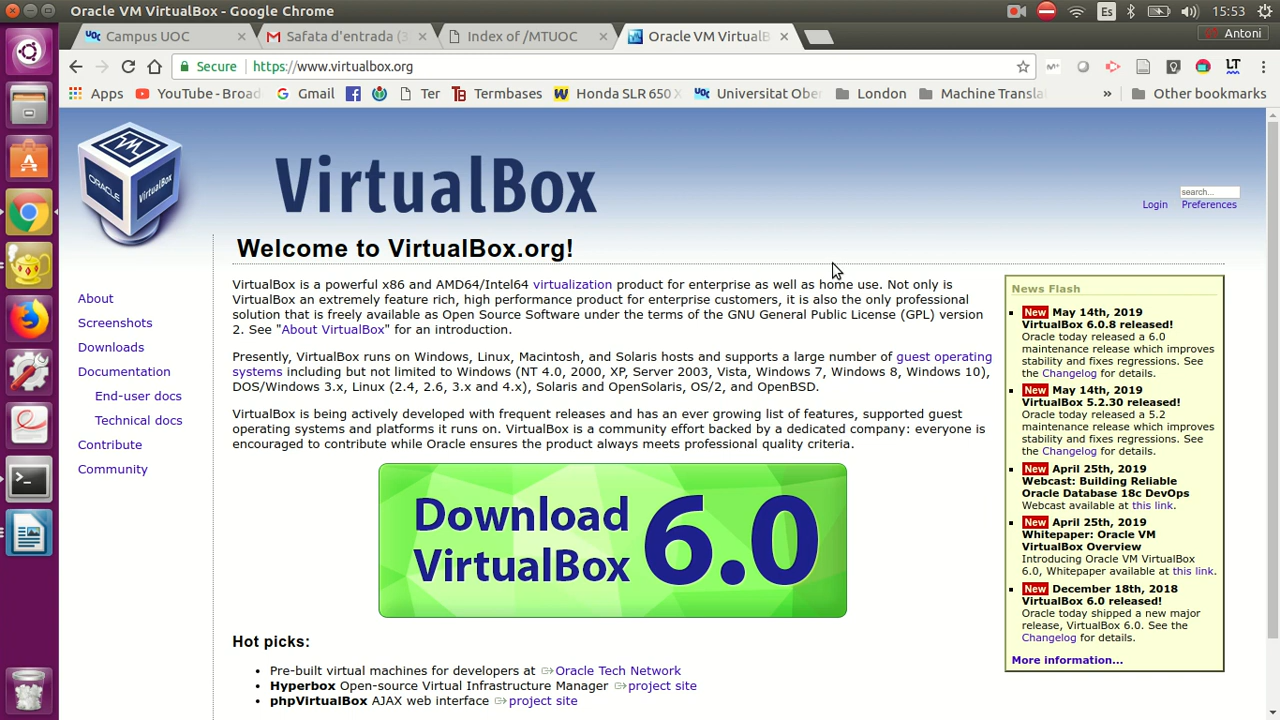 Oracle VM VirtualBox - Google Chrome
Es
15:53
Campus UOC
Safata d'entrada (3
Index of /MTUOC
Oracle VM VirtualB
Antoni
Secure
https://www.virtualbox.org
Apps
YouTube - Broad
Gmail
Ter
Termbases
Honda SLR 650 X
Universitat Ober
London
Machine Transla
»
Other bookmarks
ORACLE
VirtualBox
VirtualBox
search...
Login
Preferences
Welcome to VirtualBox.org!
About
Screenshots
Downloads
Documentation
End-user docs
Technical docs
Contribute
Community
VirtualBox is a powerful x86 and AMD64/Intel64 virtualization product for enterprise as well as home use. Not only is
VirtualBox an extremely feature rich, high performance product for enterprise customers, it is also the only professional
solution that is freely available as Open Source Software under the terms of the GNU General Public License (GPL) version
2. See "About VirtualBox" for an introduction.
Presently, VirtualBox runs on Windows, Linux, Macintosh, and Solaris hosts and supports a large number of guest operating
systems including but not limited to Windows (NT 4.0, 2000, XP, Server 2003, Vista, Windows 7, Windows 8, Windows 10),
DOS/Windows 3.x, Linux (2.4, 2.6, 3.x and 4.x), Solaris and OpenSolaris, OS/2, and OpenBSD.
VirtualBox is being actively developed with frequent releases and has an ever growing list of features, supported guest
operating systems and platforms it runs on. VirtualBox is a community effort backed by a dedicated company: everyone is
encouraged to contribute while Oracle ensures the product always meets professional quality criteria.
Download
VirtualBox
6.0
Hot picks:
Pre-built virtual machines for developers at Oracle Tech Network
Hyperbox Open-source Virtual Infrastructure Manager project site
phpVirtualBox AJAX web interface project site
News Flash
New May 14th, 2019
VirtualBox 6.0.8 released!
Oracle today released a 6.0
maintenance release which improves
stability and fixes regressions. See
the Changelog for details.
New May 14th, 2019
VirtualBox 5.2.30 released!
Oracle today released a 5.2
maintenance release which improves
stability and fixes regressions. See
the Changelog for details.
New April 25th, 2019
Webcast: Building Reliable
Oracle Database 18c DevOps
Webcast available at this link.
New April 25th, 2019
Whitepaper: Oracle VM
VirtualBox Overview
Introducing Oracle VM VirtualBox
6.0, Whitepaper available at this link.
New December 18th, 2018
VirtualBox 6.0 released!
Oracle today shipped a new major
release, VirtualBox 6.0. See the
Changelog for details.
More information...